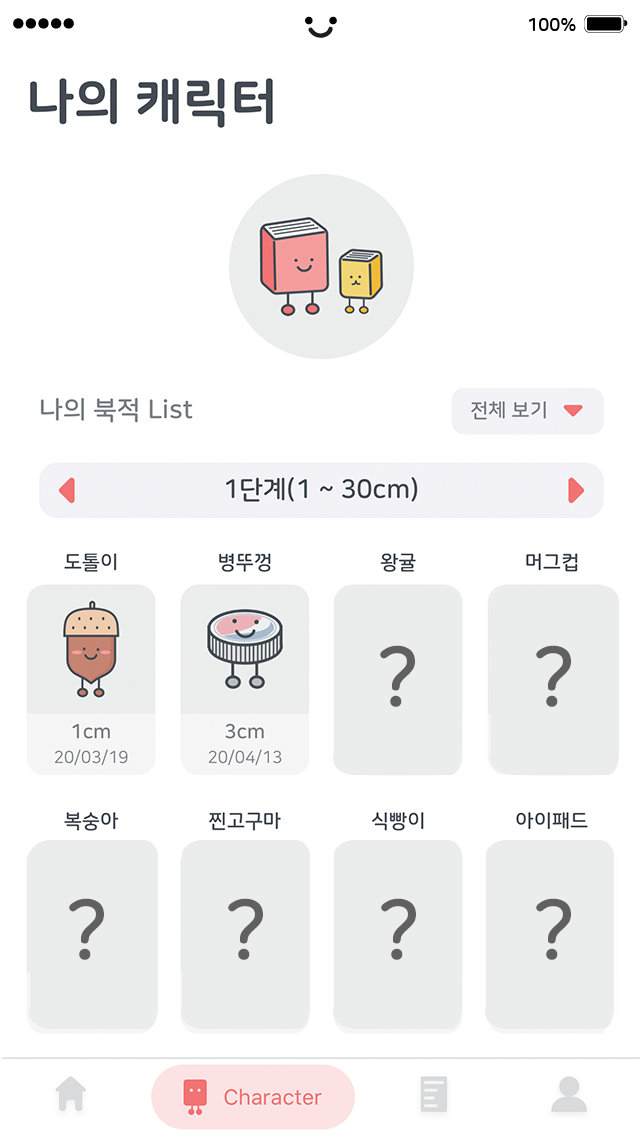 100%
나의 캐릭터
나의 북적 List
전체 보기
1단계(1 ~ 30cm)
도톨이 병뚜껑 왕귤 머그컵
? ?
1cm 3cm
20/03/19 20/04/13
복숭아 찐고구마 식빵이 아이패드
? ? ? ?
Character